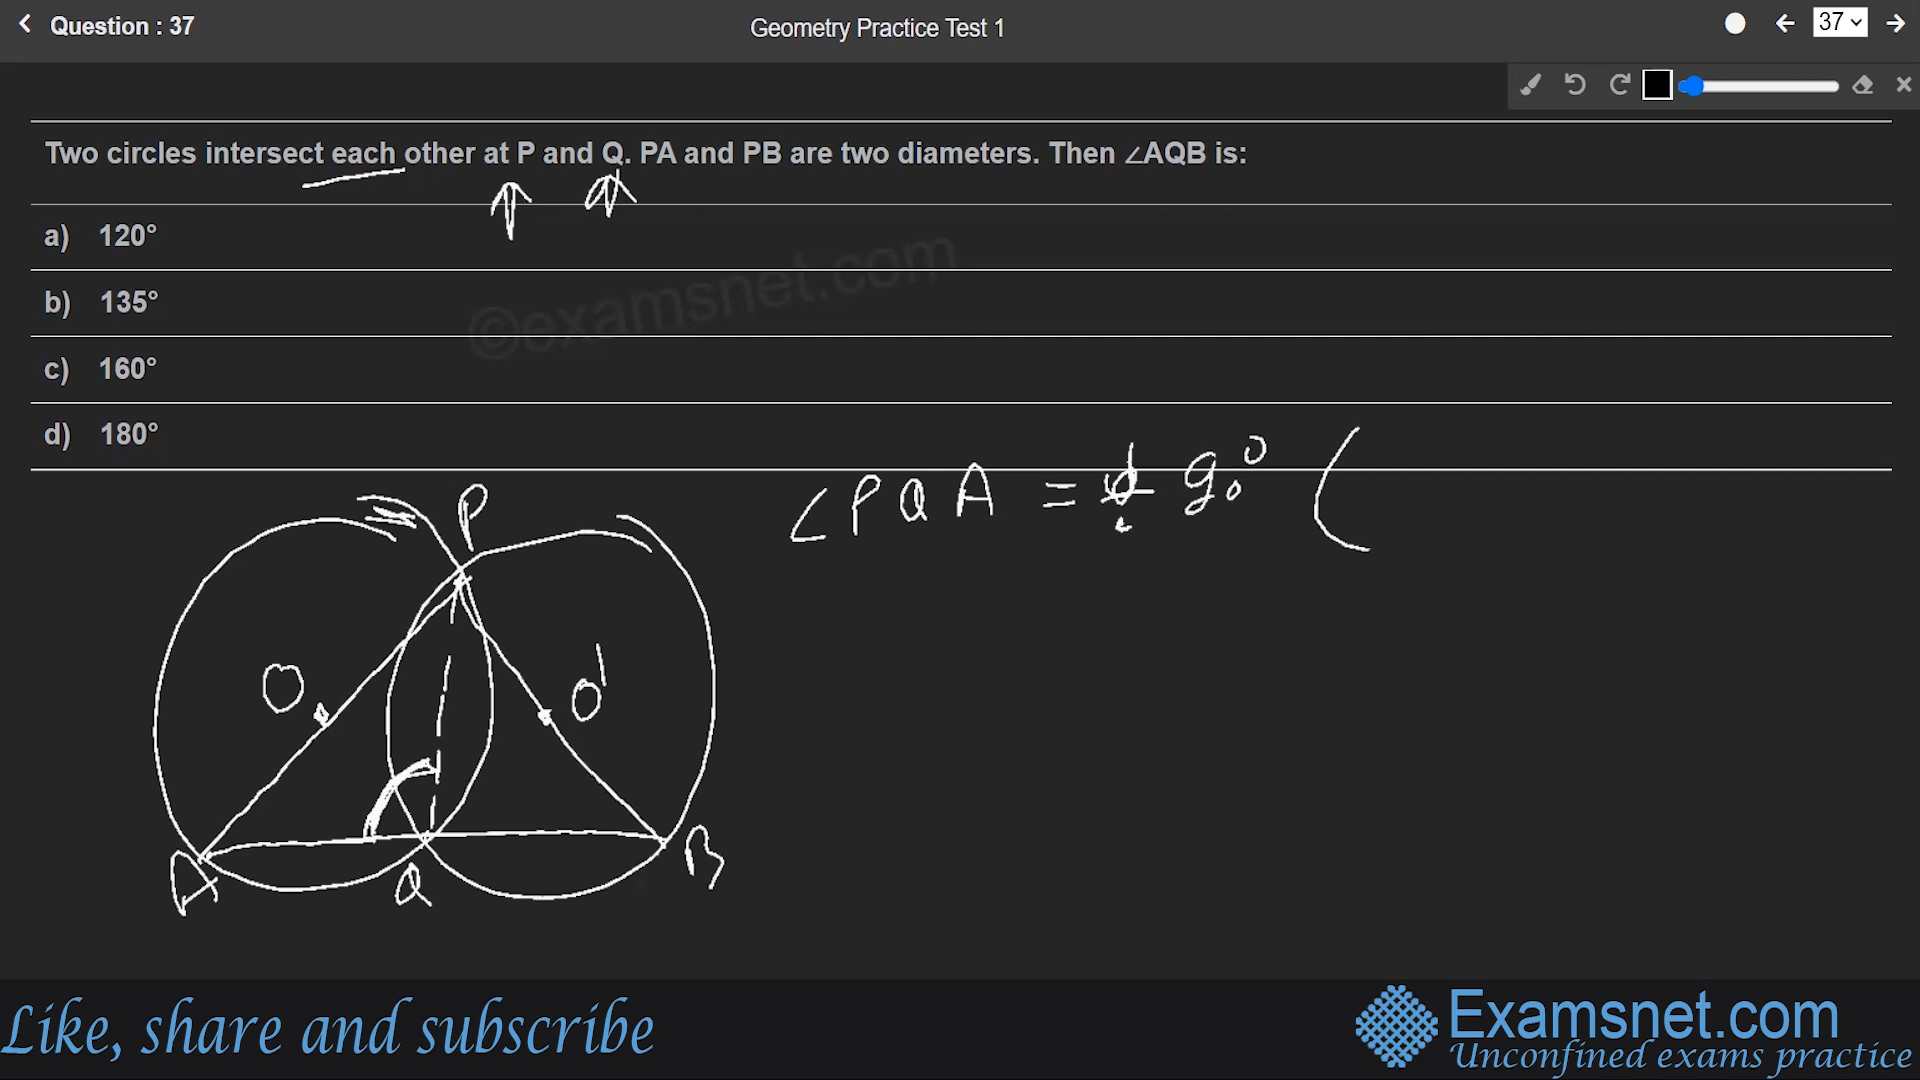 Question : 37
Geometry Practice Test 1
37
Two circles intersect each other at P and Q. PA and PB are two diameters. Then ∠AQB is:
a) 120°
b) 135°
c) 160°
d) 180°
©examsnet.com
∠PQA = 90° (
P
O
O'
A
Q
B
Like, share and subscribe
Examsnet.com
Unconfined exams practice